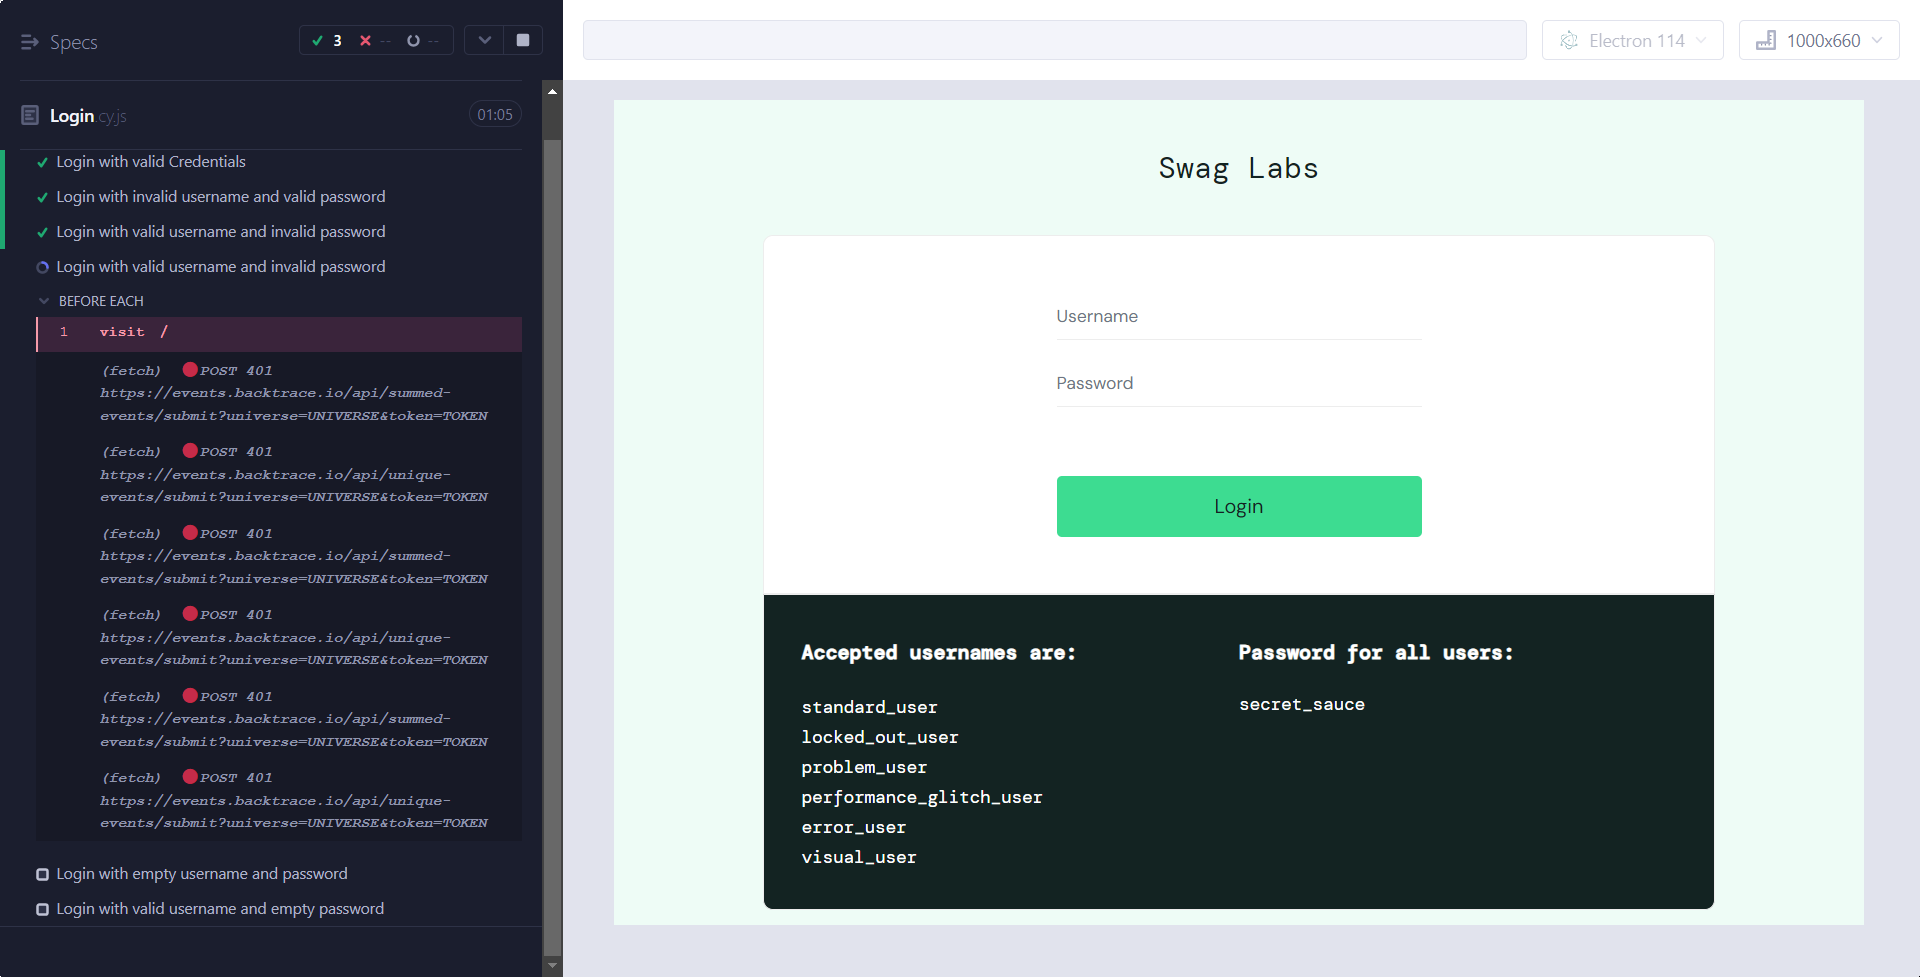 Specs
3 -- --
Login.cy.js 01:05
Login with valid Credentials
Login with invalid username and valid password
Login with valid username and invalid password
Login with valid username and invalid password
BEFORE EACH
1 visit /
(fetch) POST 401
https://events.backtrace.io/api/summed-
events/submit?universe=UNIVERSE&token=TOKEN
(fetch) POST 401
https://events.backtrace.io/api/unique-
events/submit?universe=UNIVERSE&token=TOKEN
(fetch) POST 401
https://events.backtrace.io/api/summed-
events/submit?universe=UNIVERSE&token=TOKEN
(fetch) POST 401
https://events.backtrace.io/api/unique-
events/submit?universe=UNIVERSE&token=TOKEN
(fetch) POST 401
https://events.backtrace.io/api/summed-
events/submit?universe=UNIVERSE&token=TOKEN
(fetch) POST 401
https://events.backtrace.io/api/unique-
events/submit?universe=UNIVERSE&token=TOKEN
Login with empty username and password
Login with valid username and empty password
Electron 114
1000x660
Swag Labs
Username
Password
Login
Accepted usernames are:
standard_user
locked_out_user
problem_user
performance_glitch_user
error_user
visual_user
Password for all users:
secret_sauce